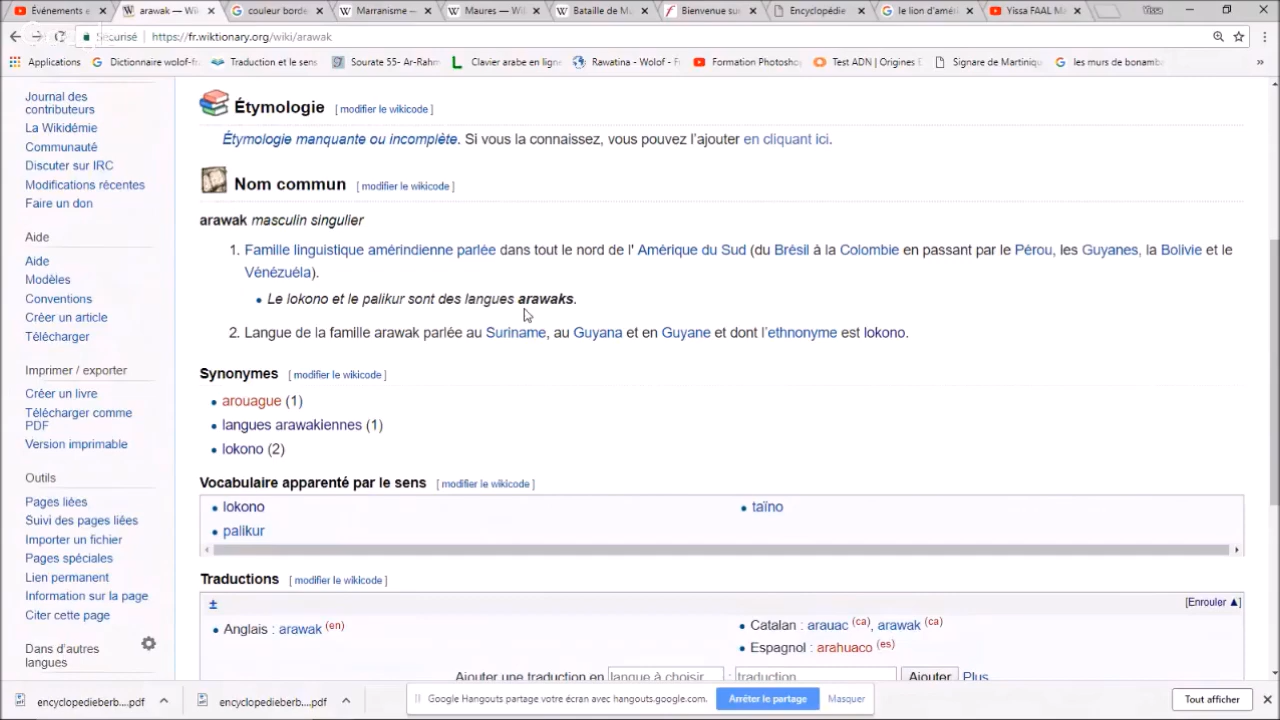 Événements e
arawak — Wi
couleur borde
Marranisme —
Maures — Wi
Bataille de M
Bienvenue su
Encyclopédie
le lion d'amér
Yissa FAAL M
Yissa
Sécurisé
https://fr.wiktionary.org/wiki/arawak
Applications
Dictionnaire wolof-fr
Traduction et le sens
Sourate 55- Ar-Rahm
Clavier arabe en ligne
Rawatina - Wolof - Fr
Formation Photosho
Test ADN | Origines E
Signare de Martiniqu
les murs de bonamba
»
Journal des
contributeurs
La Wikidémie
Communauté
Discuter sur IRC
Modifications récentes
Faire un don
Aide
Aide
Modèles
Conventions
Créer un article
Télécharger
Imprimer / exporter
Créer un livre
Télécharger comme
PDF
Version imprimable
Outils
Pages liées
Suivi des pages liées
Importer un fichier
Pages spéciales
Lien permanent
Information sur la page
Citer cette page
Dans d'autres
langues
Étymologie [ modifier le wikicode ]
Étymologie manquante ou incomplète. Si vous la connaissez, vous pouvez l'ajouter en cliquant ici.
Nom commun [ modifier le wikicode ]
arawak masculin singulier
1. Famille linguistique amérindienne parlée dans tout le nord de l' Amérique du Sud (du Brésil à la Colombie en passant par le Pérou, les Guyanes, la Bolivie et le
Vénézuéla).
• Le lokono et le palikur sont des langues arawaks.
2. Langue de la famille arawak parlée au Suriname, au Guyana et en Guyane et dont l'ethnonyme est lokono.
Synonymes [ modifier le wikicode ]
• arouague (1)
• langues arawakiennes (1)
• lokono (2)
Vocabulaire apparenté par le sens [ modifier le wikicode ]
• lokono
• palikur
• taïno
Traductions [ modifier le wikicode ]
±
[Enrouler ▲]
• Anglais : arawak (en)
• Catalan : arauac (ca), arawak (ca)
• Espagnol : arahuaco (es)
Ajouter une traduction en langue à choisir : traduction Ajouter Plus
Google Hangouts partage votre écran avec hangouts.google.com. Arrêter le partage Masquer
encyclopedieberb....pdf
Tout afficher